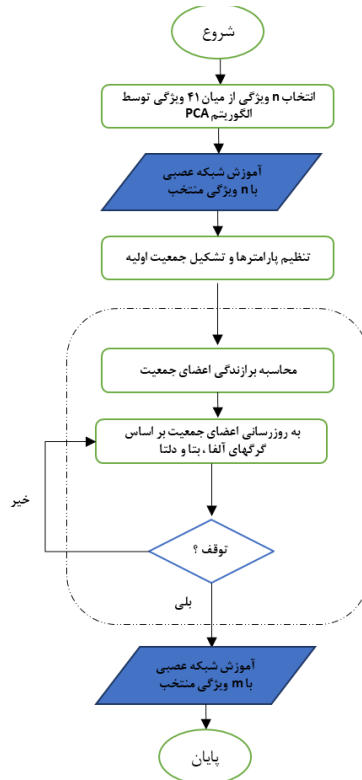 شروع
انتخاب n ویژگی از میان ۴۱ ویژگی توسط
الگوریتم PCA
آموزش شبکه عصبی
با n ویژگی منتخب
تنظیم پارامترها و تشکیل جمعیت اولیه
محاسبه برازندگی اعضای جمعیت
به روزرسانی اعضای جمعیت بر اساس
گرگهای آلفا ، بتا و دلتا
خیر
توقف ؟
بلی
آموزش شبکه عصبی
با m ویژگی منتخب
پایان